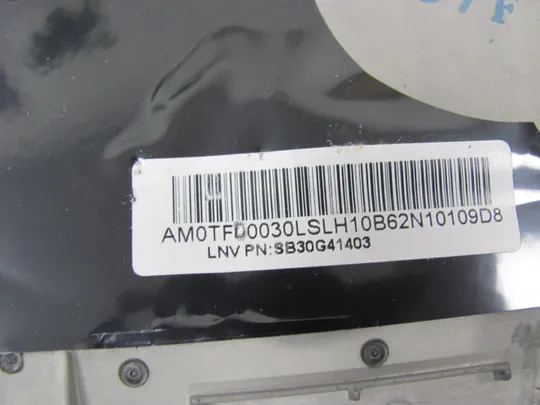 AM0TFD0030LSLH10B62N10109D8
LNV PN:SB30G41403